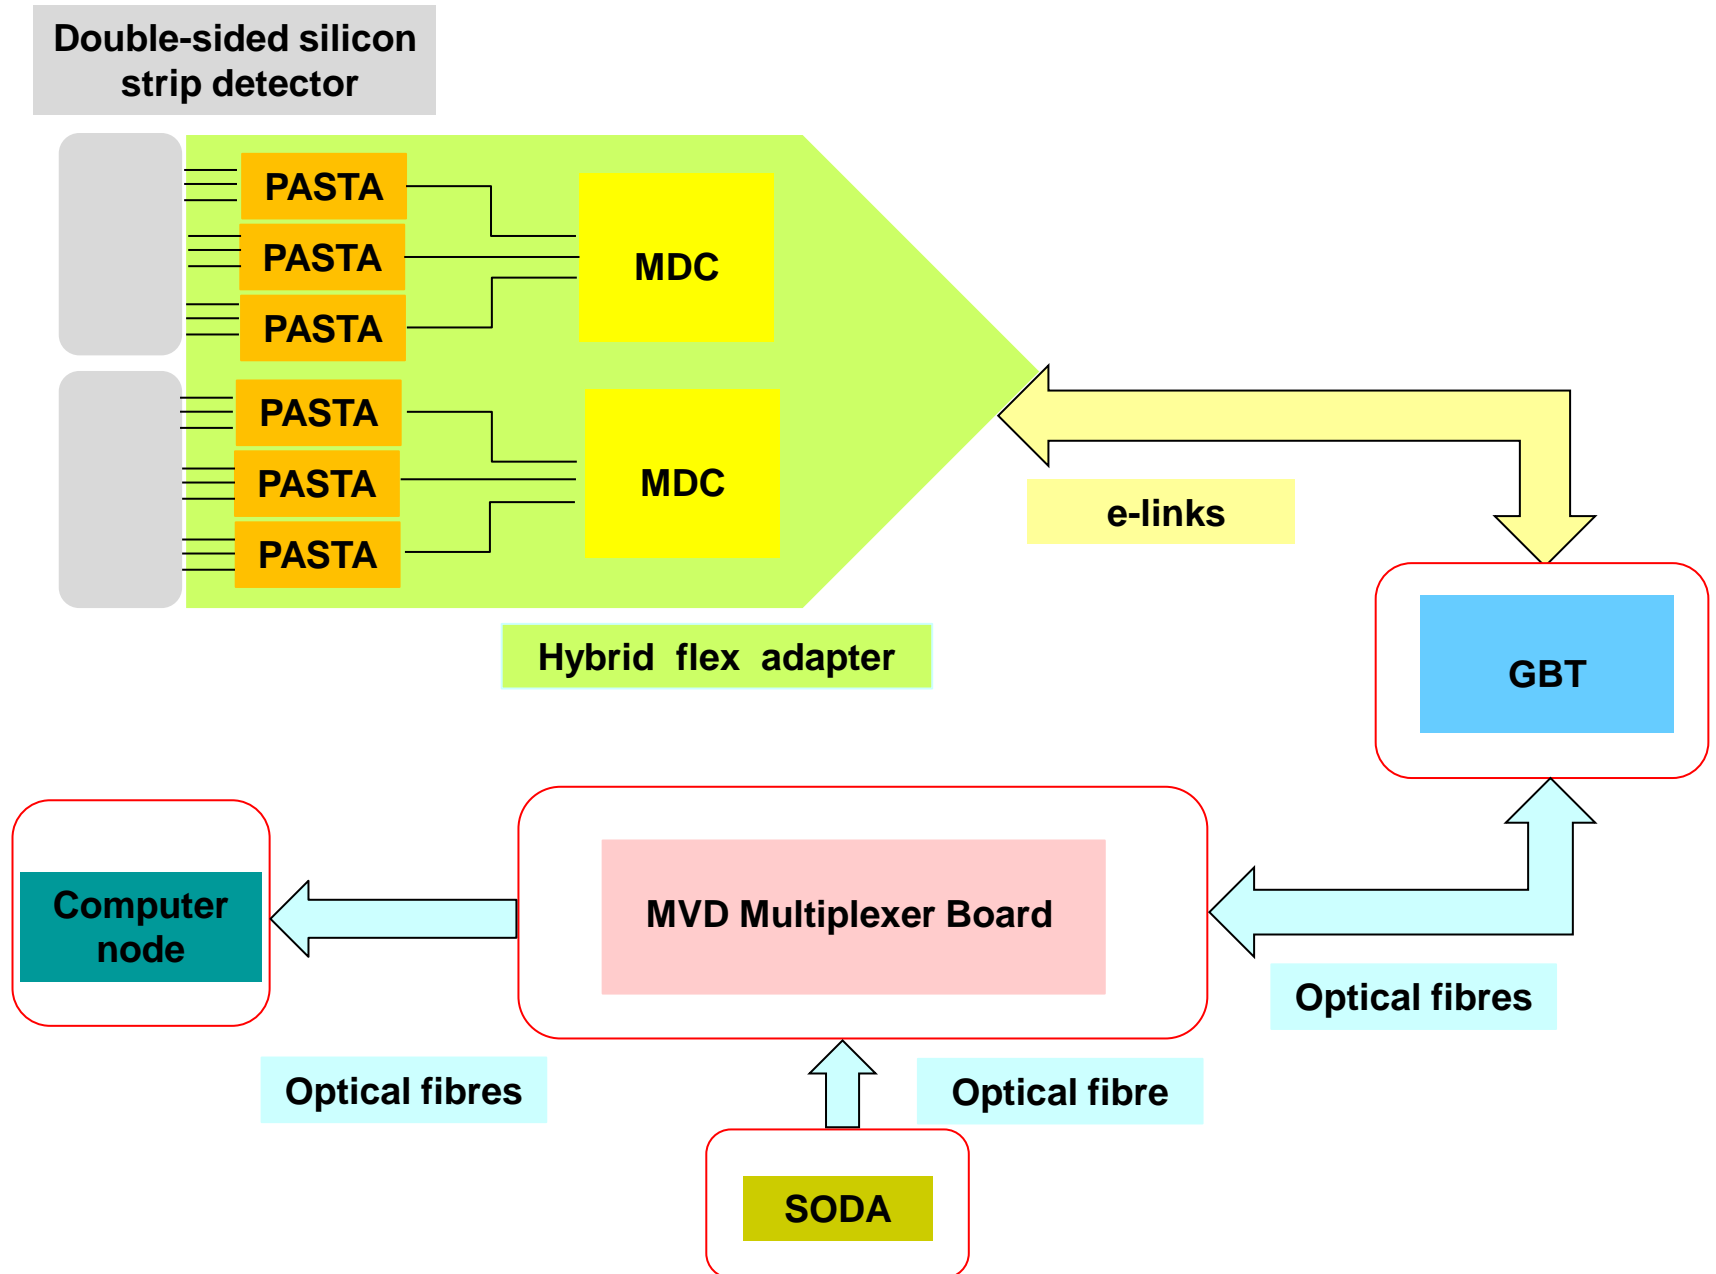 Double-sided silicon
strip detector
PASTA
PASTA
PASTA
MDC
PASTA
PASTA
PASTA
MDC
e-links
Hybrid flex adapter
GBT
Computer
node
MVD Multiplexer Board
Optical fibres
Optical fibres
Optical fibre
SODA